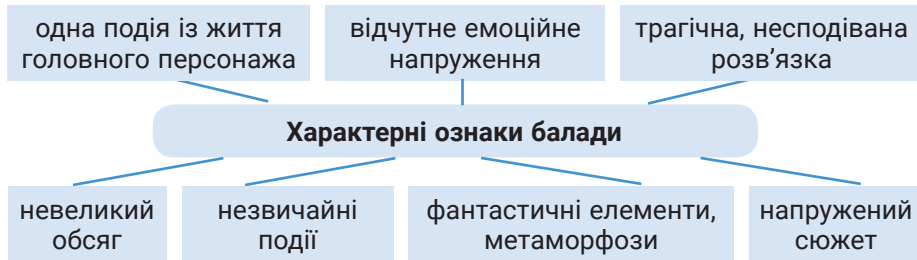 одна подія із життя
головного персонажа
відчутне емоційне
напруження
трагічна, несподівана
розв'язка
Характерні ознаки балади
невеликий
обсяг
незвичайні
події
фантастичні елементи,
метаморфози
напружений
сюжет